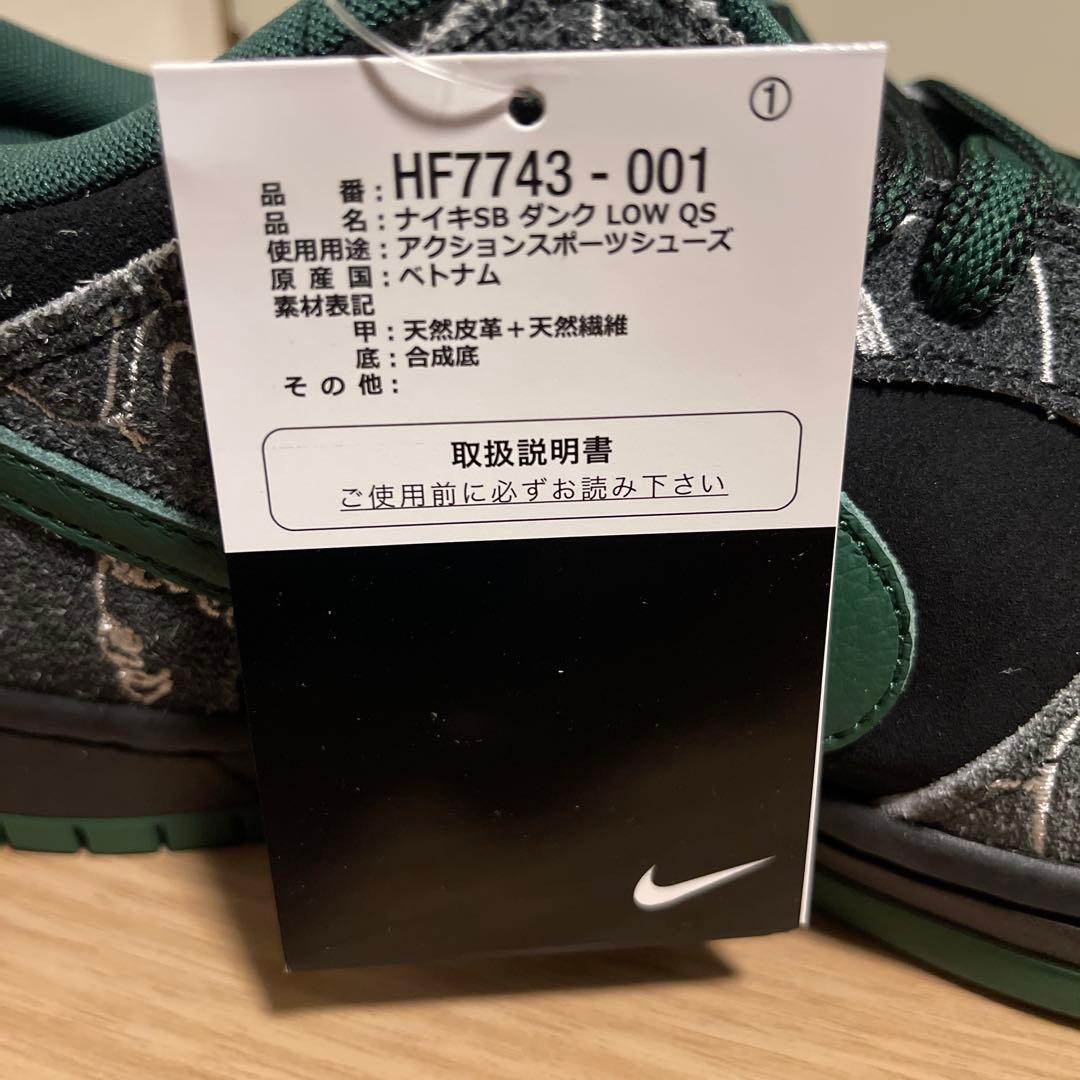 ①
品番：HF7743 - 001
品名：ナイキSB ダンク LOW QS
使用用途：アクションスポーツシューズ
原産国：ベトナム
素材表記
甲：天然皮革＋天然繊維
底：合成底
その他：
取扱説明書
ご使用前に必ずお読み下さい